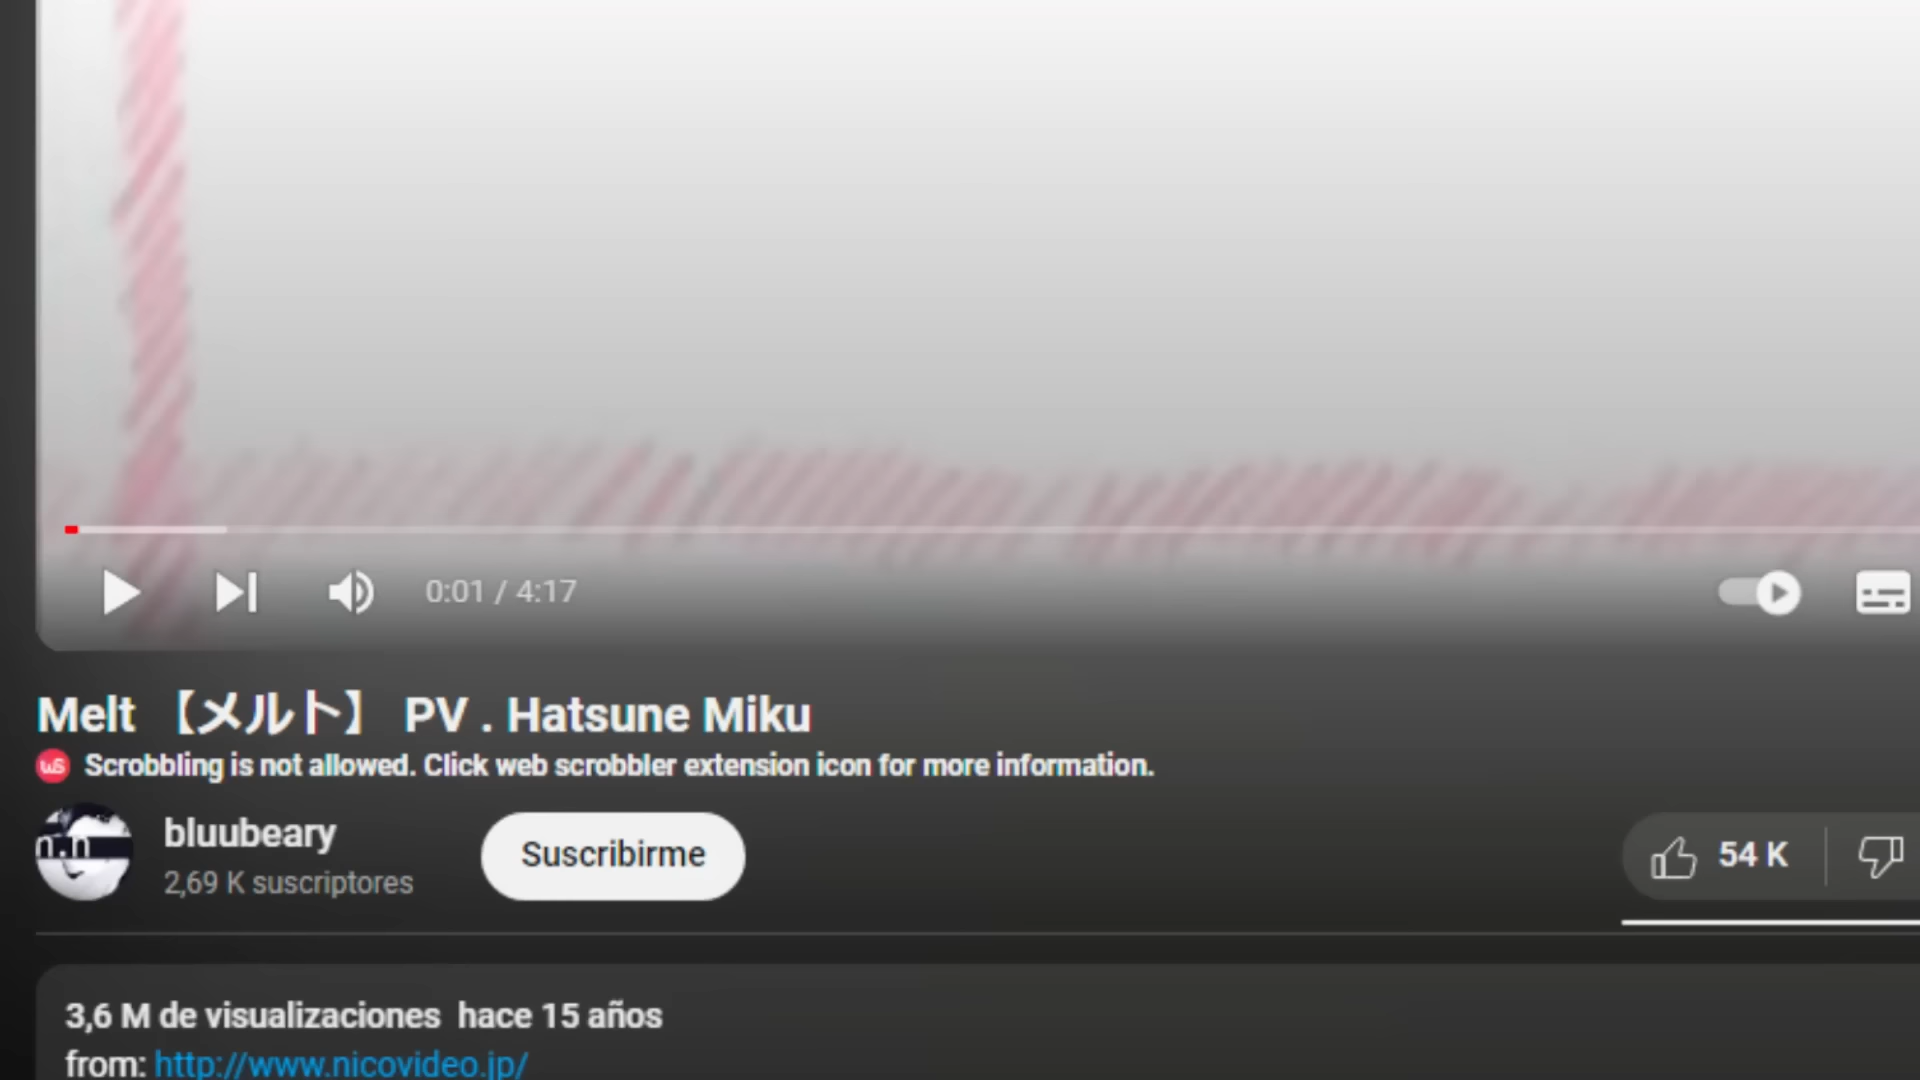 0:01 / 4:17
Melt 【メルト】 PV . Hatsune Miku
ws Scrobbling is not allowed. Click web scrobbler extension icon for more information.
n.n
bluubeary
2,69 K suscriptores
Suscribirme
54 K
3,6 M de visualizaciones hace 15 años
from: http://www.nicovideo.jp/